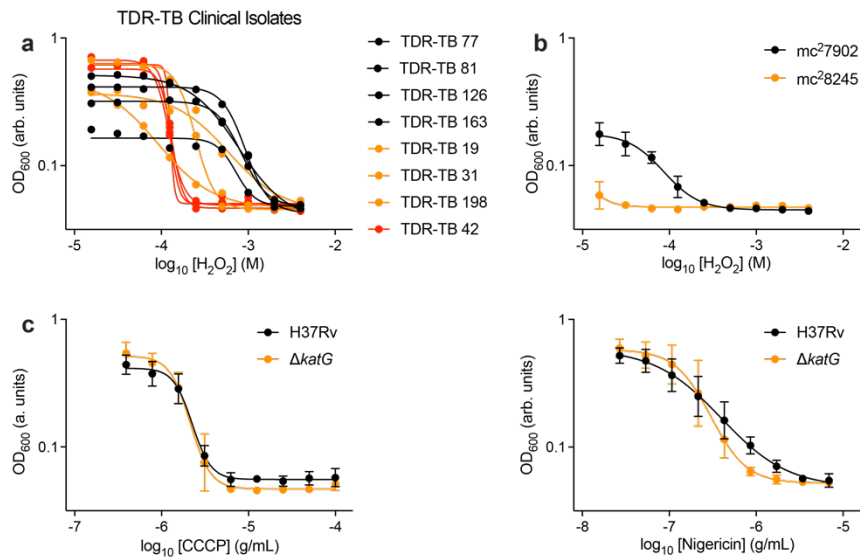 TDR-TB Clinical Isolates
a
1
0.1
OD600 (arb. units)
-5 -4 -3 -2
log10 [H2O2] (M)
TDR-TB 77
TDR-TB 81
TDR-TB 126
TDR-TB 163
TDR-TB 19
TDR-TB 31
TDR-TB 198
TDR-TB 42
b
1
0.1
OD600 (arb. units)
-5 -4 -3 -2
log10 [H2O2] (M)
mc²7902
mc²8245
c
1
0.1
OD600 (a. units)
-7 -6 -5 -4
log10 [CCCP] (g/mL)
H37Rv
ΔkatG
1
0.1
OD600 (arb. units)
-8 -7 -6 -5
log10 [Nigericin] (g/mL)
H37Rv
ΔkatG